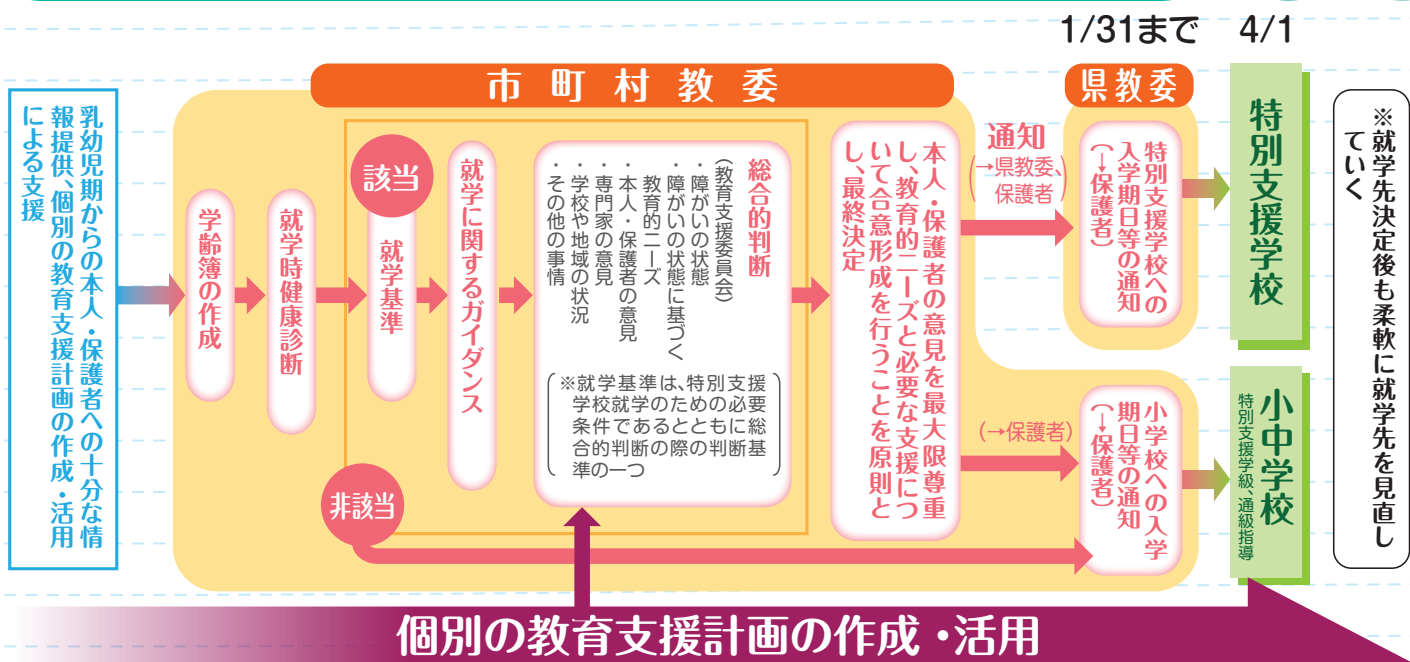 1/31まで
4/1
市町村教委
県教委
乳幼児期からの本人・保護者への十分な情
報提供、個別の教育支援計画の作成・活用
による支援
学齢簿の作成
就学時健康診断
該当
就学基準
非該当
就学に関するガイダンス
総合的判断
（教育支援委員会）
・障がいの状態
・障がいの状態に基づく
教育的ニーズ
・本人・保護者の意見
・専門家の意見
・学校や地域の状況
・その他の事情
※就学基準は、特別支援
学校就学のための必要
条件であるとともに総
合的判断の際の判断基
準の一つ
本人・保護者の意見を最大限尊重
し、教育的ニーズと必要な支援につ
いて合意形成を行うことを原則と
し、最終決定
通知
（→県教委、
保護者）
特別支援学校への
入学期日等の通知
（→保護者）
特別支援学校
（→保護者）
小学校への入学
期日等の通知
（→保護者）
小中学校
特別支援学級、通級指導
※就学先決定後も柔軟に就学先を見直し
ていく
個別の教育支援計画の作成・活用